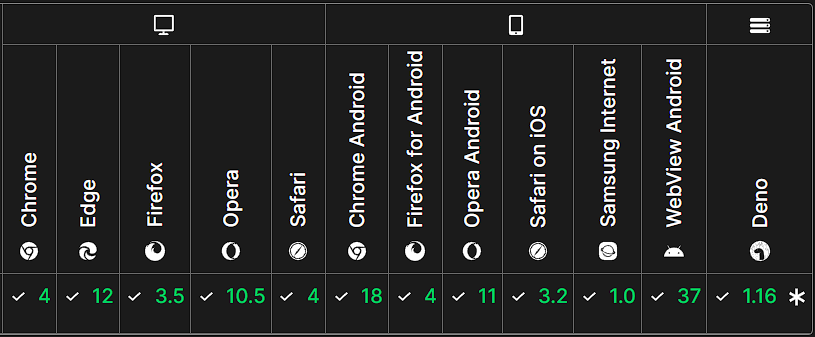 Chrome
Edge
Firefox
Opera
Safari
Chrome Android
Firefox for Android
Opera Android
Safari on iOS
Samsung Internet
WebView Android
Deno
✓ 4 ✓ 12 ✓ 3.5 ✓ 10.5 ✓ 4 ✓ 18 ✓ 4 ✓ 11 ✓ 3.2 ✓ 1.0 ✓ 37 ✓ 1.16 *